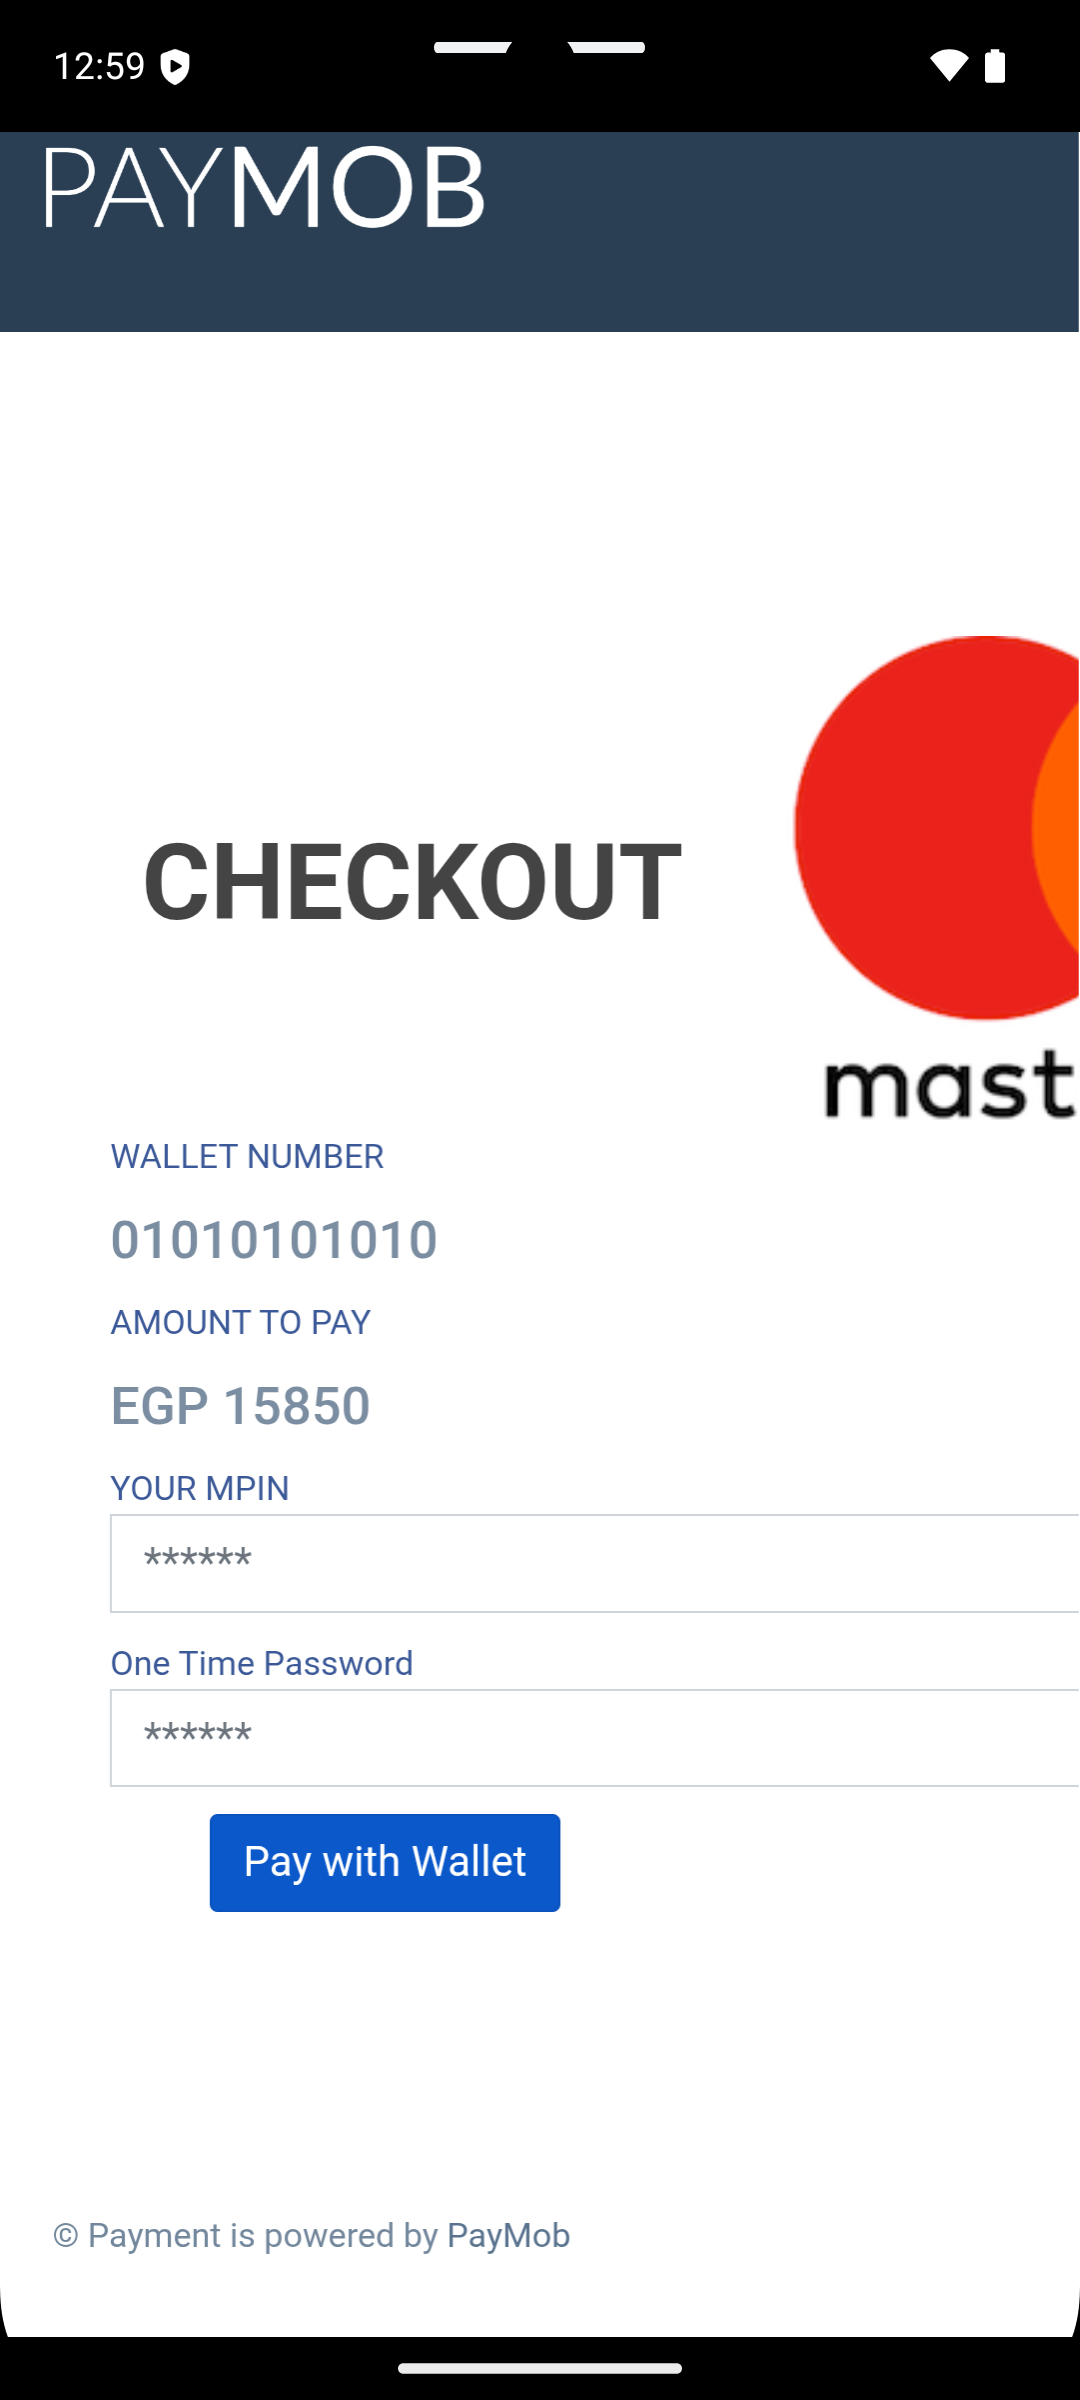 12:59
PAYMOB
CHECKOUT
mast
WALLET NUMBER
01010101010
AMOUNT TO PAY
EGP 15850
YOUR MPIN
******
One Time Password
******
Pay with Wallet
© Payment is powered by PayMob